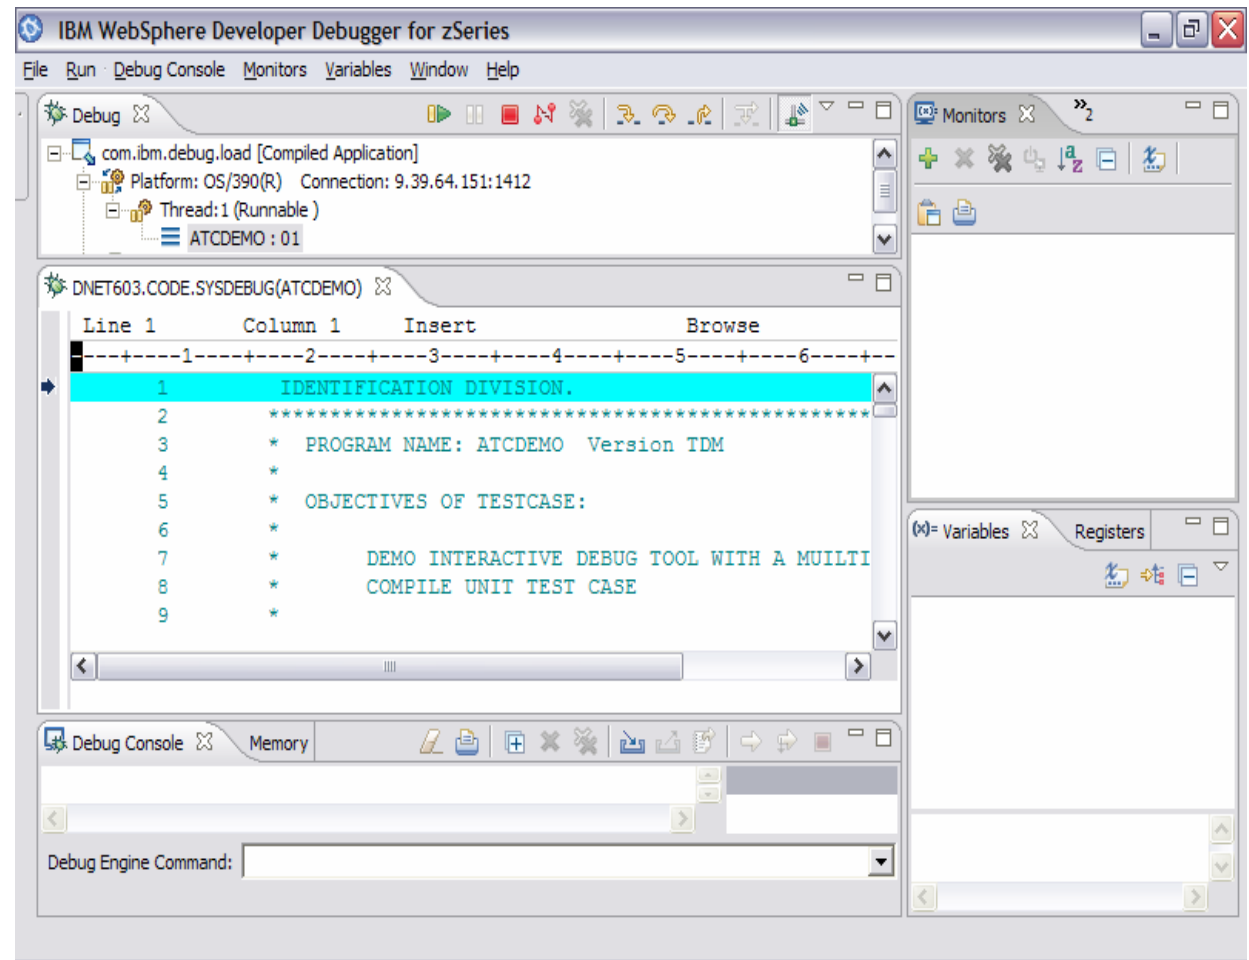 IBM WebSphere Developer Debugger for zSeries
File Run Debug Console Monitors Variables Window Help
Debug
com.ibm.debug.load [Compiled Application]
Platform: OS/390(R) Connection: 9.39.64.151:1412
Thread:1 (Runnable )
ATCDEMO : 01
DNET603.CODE.SYSDEBUG(ATCDEMO)
Line 1 Column 1 Insert Browse
----+----1----+----2----+----3----+----4----+----5----+----6----+--
1 IDENTIFICATION DIVISION.
2 *************************************************
3 * PROGRAM NAME: ATCDEMO Version TDM
4 *
5 * OBJECTIVES OF TESTCASE:
6 *
7 * DEMO INTERACTIVE DEBUG TOOL WITH A MUILTI
8 * COMPILE UNIT TEST CASE
9 *
Debug Console Memory
Debug Engine Command:
Monitors »2
(x)= Variables Registers